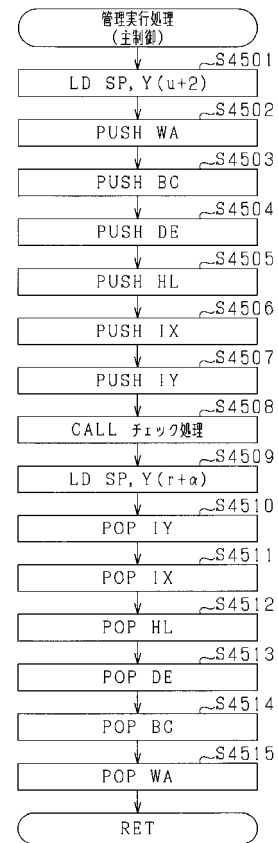 管理実行処理
(主制御)
S4501
LD SP, Y(u+2)
S4502
PUSH WA
S4503
PUSH BC
S4504
PUSH DE
S4505
PUSH HL
S4506
PUSH IX
S4507
PUSH IY
S4508
CALL チェック処理
S4509
LD SP, Y(r+α)
S4510
POP IY
S4511
POP IX
S4512
POP HL
S4513
POP DE
S4514
POP BC
S4515
POP WA
RET